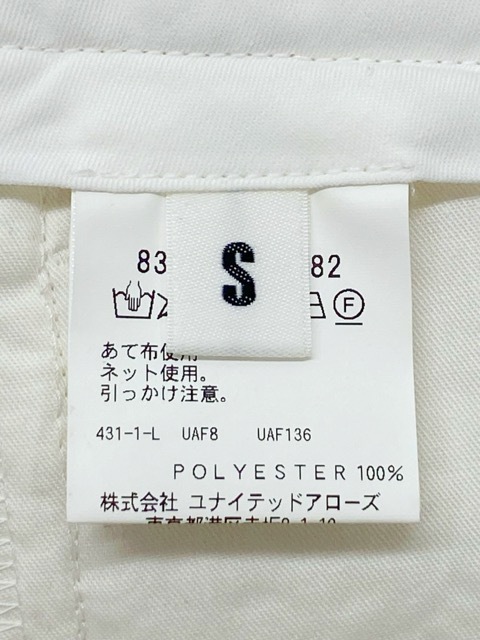 S
83 82
F
あて布使用
ネット使用。
引っかけ注意。
431-1-L UAF8 UAF136
POLYESTER 100%
株式会社 ユナイテッドアローズ